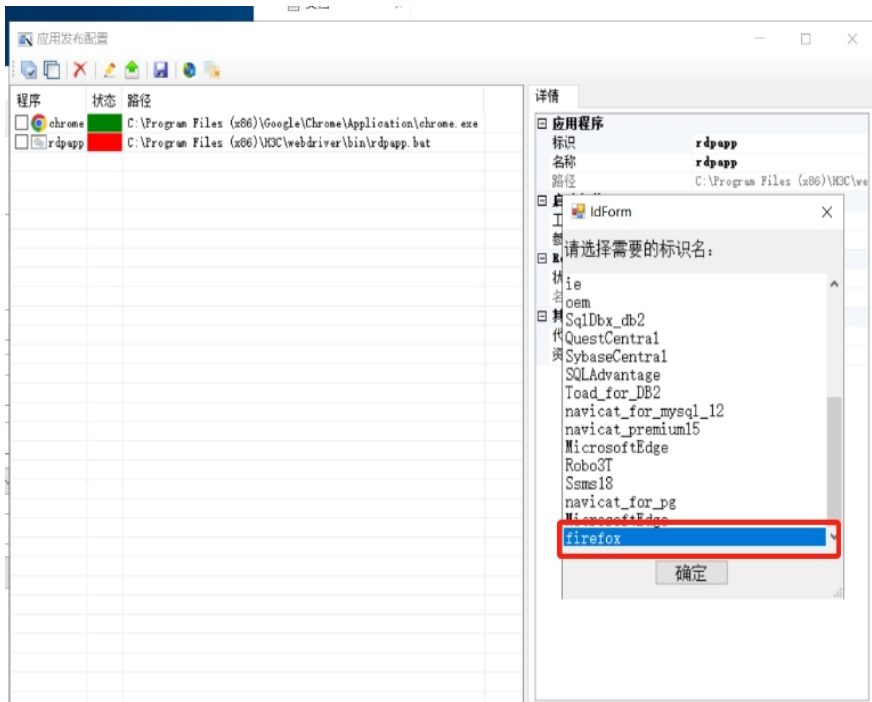 应用发布配置
程序 状态 路径
chrome C:\Program Files (x86)\Google\Chrome\Application\chrome.exe
rdpapp C:\Program Files (x86)\H3C\webdriver\bin\rdpapp.bat
详情
应用程序
标识 rdpapp
名称 rdpapp
路径 C:\Program Files (x86)\H3C\we
IdForm
请选择需要的标识名：
ie
oem
SqlDbx_db2
QuestCentral
SybaseCentral
SQLAdvantage
Toad_for_DB2
navicat_for_mysql_12
navicat_premium15
MicrosoftEdge
Robo3T
Ssms18
navicat_for_pg
MicrosoftEdge
firefox
确定